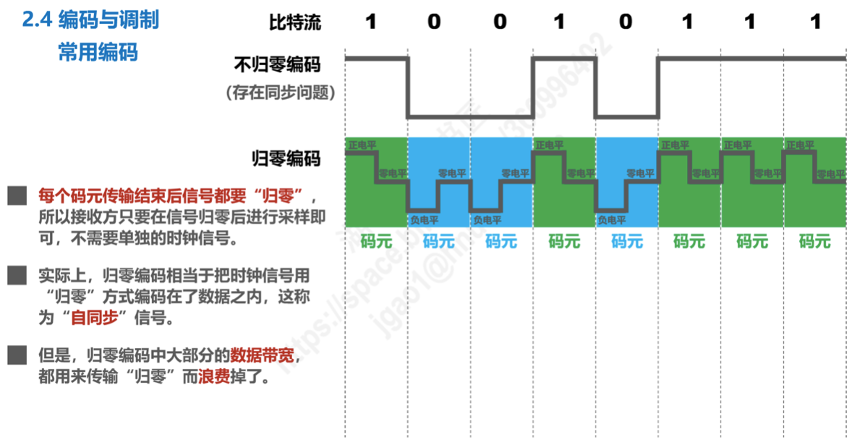 2.4 编码与调制
常用编码
比特流 1 0 0 1 0 1 1 1
不归零编码
（存在同步问题）
归零编码
正电平 零电平 负电平 零电平 负电平 零电平 正电平 零电平 负电平 零电平 正电平 零电平 正电平 零电平 正电平 零电平
码元 码元 码元 码元 码元 码元 码元 码元
每个码元传输结束后信号都要“归零”，
所以接收方只要在信号归零后进行采样即
可，不需要单独的时钟信号。
实际上，归零编码相当于把时钟信号用
“归零”方式编码在了数据之内，这称
为“自同步”信号。
但是，归零编码中大部分的数据带宽，
都用来传输“归零”而浪费掉了。